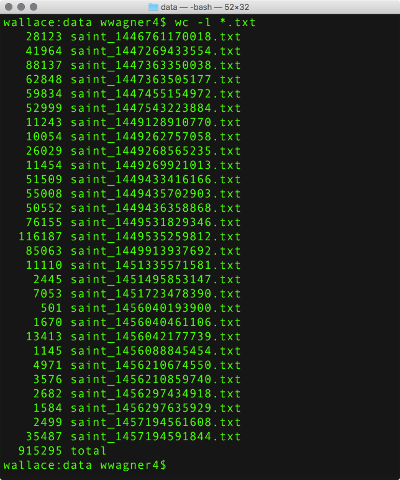 data — -bash — 52×32
wallace:data wwagner4$ wc -l *.txt
28123 saint_1446761170018.txt
41964 saint_1447269433554.txt
88137 saint_1447363350038.txt
62848 saint_1447363505177.txt
59834 saint_1447455154972.txt
52999 saint_1447543223884.txt
11243 saint_1449128910770.txt
10054 saint_1449262757058.txt
26029 saint_1449268565235.txt
11454 saint_1449269921013.txt
51509 saint_1449433416166.txt
55008 saint_1449435702903.txt
50552 saint_1449436358868.txt
76155 saint_1449531829346.txt
116187 saint_1449535259812.txt
85063 saint_1449913937692.txt
11110 saint_1451335571581.txt
2445 saint_1451495853147.txt
7053 saint_1451723478390.txt
501 saint_1456040193900.txt
1670 saint_1456040461106.txt
13413 saint_1456042177739.txt
1145 saint_1456088845454.txt
4971 saint_1456210674550.txt
3576 saint_1456210859740.txt
2682 saint_1456297434918.txt
1584 saint_1456297635929.txt
2499 saint_1457194561608.txt
35487 saint_1457194591844.txt
915295 total
wallace:data wwagner4$